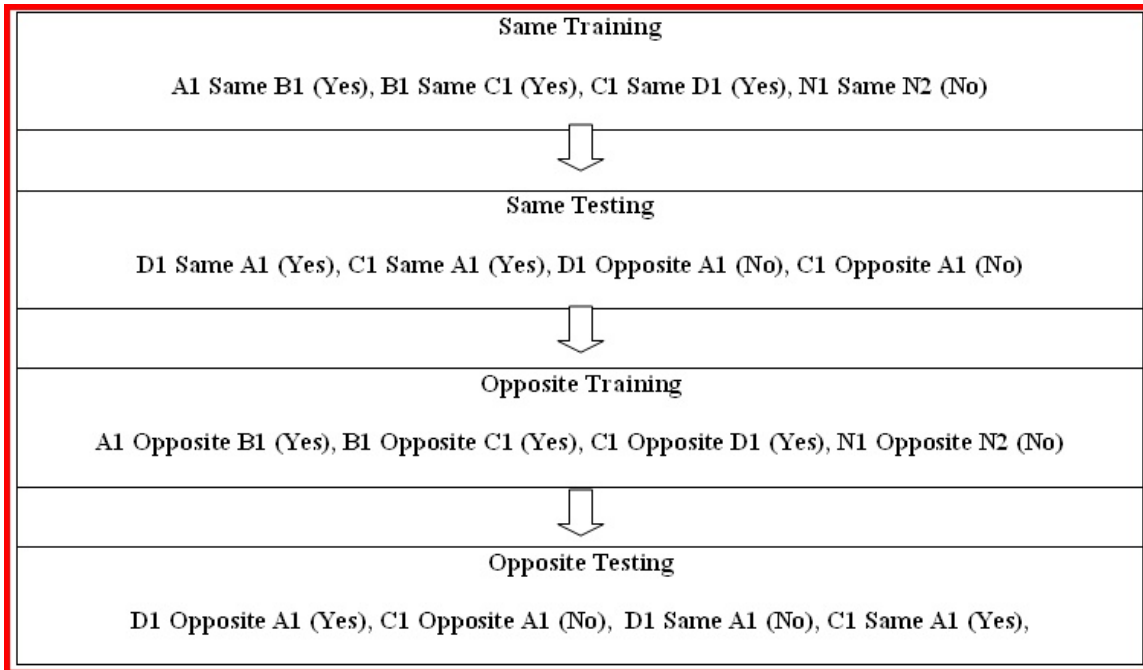 Same Training
A1 Same B1 (Yes), B1 Same C1 (Yes), C1 Same D1 (Yes), N1 Same N2 (No)
Same Testing
D1 Same A1 (Yes), C1 Same A1 (Yes), D1 Opposite A1 (No), C1 Opposite A1 (No)
Opposite Training
A1 Opposite B1 (Yes), B1 Opposite C1 (Yes), C1 Opposite D1 (Yes), N1 Opposite N2 (No)
Opposite Testing
D1 Opposite A1 (Yes), C1 Opposite A1 (No), D1 Same A1 (No), C1 Same A1 (Yes),